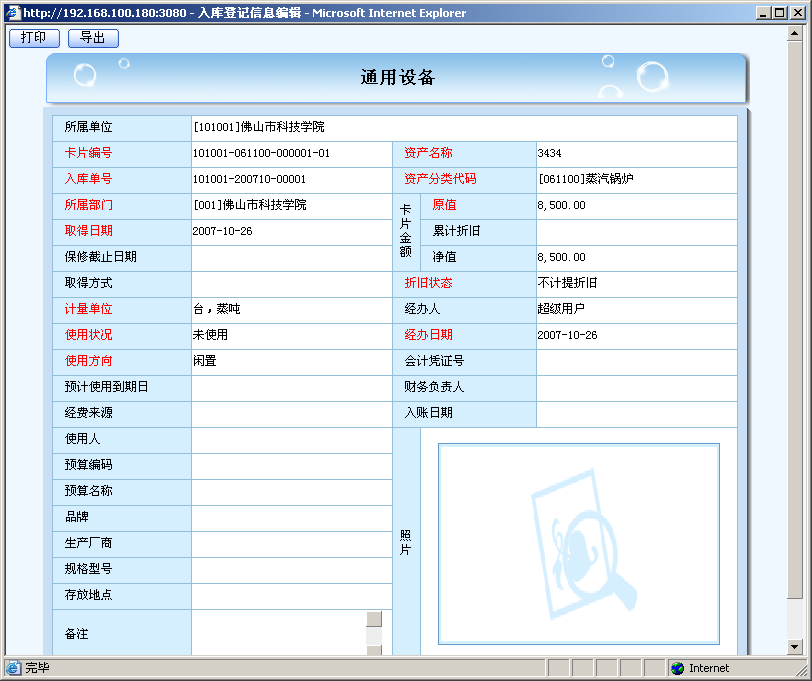 http://192.168.100.180:3080 - 入库登记信息编辑 - Microsoft Internet Explorer
打印 导出
通用设备
所属单位 [101001]佛山市科技学院
卡片编号 101001-061100-000001-01 资产名称 3434
入库单号 101001-200710-00001 资产分类代码 [061100]蒸汽锅炉
所属部门 [001]佛山市科技学院 卡片金额 原值 8,500.00
取得日期 2007-10-26 累计折旧
保修截止日期 净值 8,500.00
取得方式 折旧状态 不计提折旧
计量单位 台，蒸吨 经办人 超级用户
使用状况 未使用 经办日期 2007-10-26
使用方向 闲置 会计凭证号
预计使用到期日 财务负责人
经费来源 入账日期
使用人
预算编码
预算名称
品牌
照片
生产厂商
规格型号
存放地点
备注
完毕 Internet